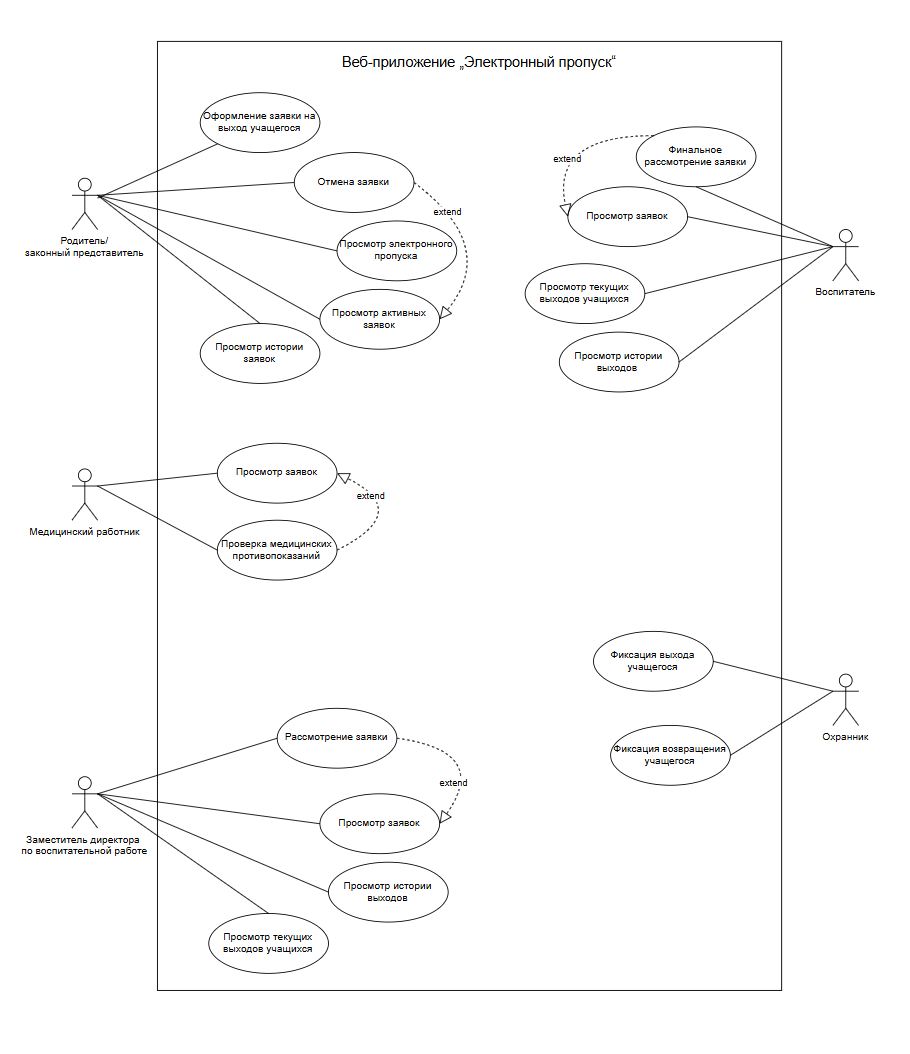 Веб-приложение „Электронный пропуск“
Оформление заявки на
выход учащегося
Отмена заявки
extend
Просмотр электронного
пропуска
Просмотр активных
заявок
Просмотр истории
заявок
Родитель/
законный представитель
Финальное
рассмотрение заявки
extend
Просмотр заявок
Просмотр текущих
выходов учащихся
Просмотр истории
выходов
Воспитатель
Просмотр заявок
extend
Проверка медицинских
противопоказаний
Медицинский работник
Фиксация выхода
учащегося
Фиксация возвращения
учащегося
Охранник
Рассмотрение заявки
extend
Просмотр заявок
Просмотр истории
выходов
Просмотр текущих
выходов учащихся
Заместитель директора
по воспитательной работе